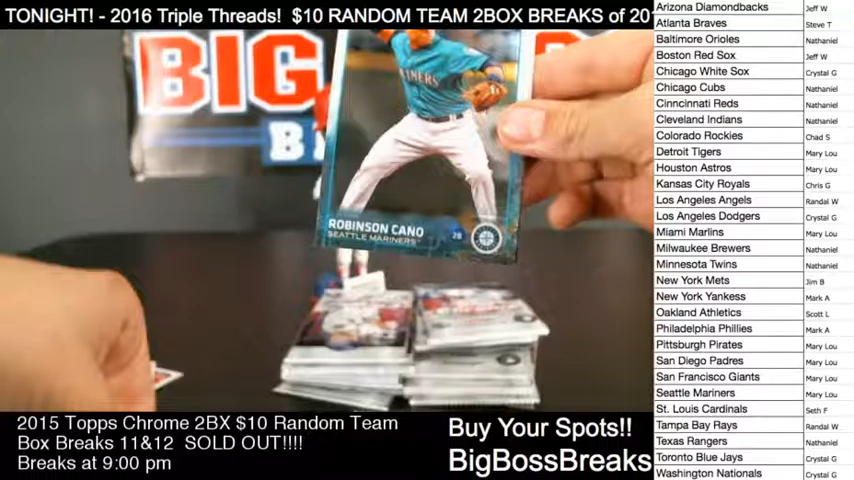 TONIGHT! - 2016 Triple Threads! $10 RANDOM TEAM 2BOX BREAKS of 20
BIG
B
ROBINSON CANO
SEATTLE MARINERS
2B
2015 Topps Chrome 2BX $10 Random Team
Box Breaks 11&12 SOLD OUT!!!!
Breaks at 9:00 pm
Buy Your Spots!!
BigBossBreaks
Arizona Diamondbacks Jeff W
Atlanta Braves Steve T
Baltimore Orioles Nathaniel
Boston Red Sox Jeff W
Chicago White Sox Crystal G
Chicago Cubs Nathaniel
Cincinnati Reds Nathaniel
Cleveland Indians Nathaniel
Colorado Rockies Chad S
Detroit Tigers Mary Lou
Houston Astros Mary Lou
Kansas City Royals Chris G
Los Angeles Angels Randal W
Los Angeles Dodgers Crystal G
Miami Marlins Mary Lou
Milwaukee Brewers Nathaniel
Minnesota Twins Nathaniel
New York Mets Jim B
New York Yankess Mark A
Oakland Athletics Scott L
Philadelphia Phillies Mark A
Pittsburgh Pirates Mary Lou
San Diego Padres Mary Lou
San Francisco Giants Mary Lou
Seattle Mariners Mary Lou
St. Louis Cardinals Seth F
Tampa Bay Rays Randal W
Texas Rangers Nathaniel
Toronto Blue Jays Crystal G
Washington Nationals Crystal G